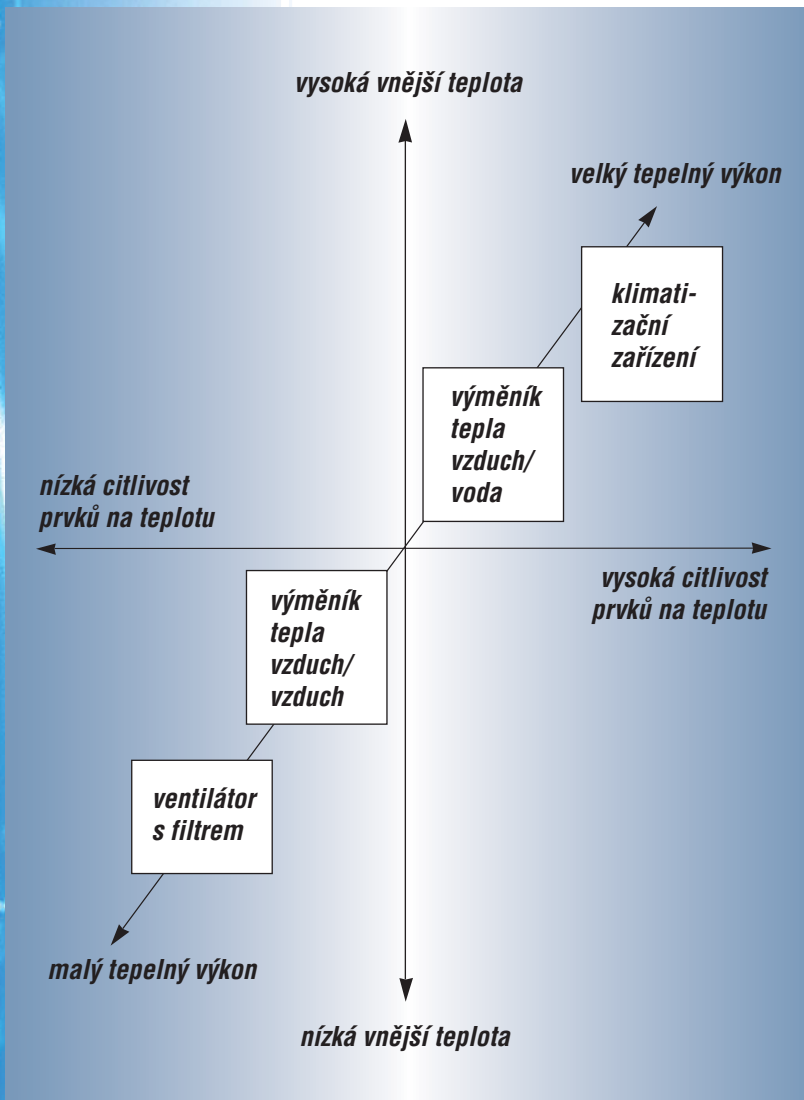 vysoká vnější teplota
velký tepelný výkon
klimati-
zační
zařízení
výměník
tepla
vzduch/
voda
nízká citlivost
prvků na teplotu
vysoká citlivost
prvků na teplotu
výměník
tepla
vzduch/
vzduch
ventilátor
s filtrem
malý tepelný výkon
nízká vnější teplota